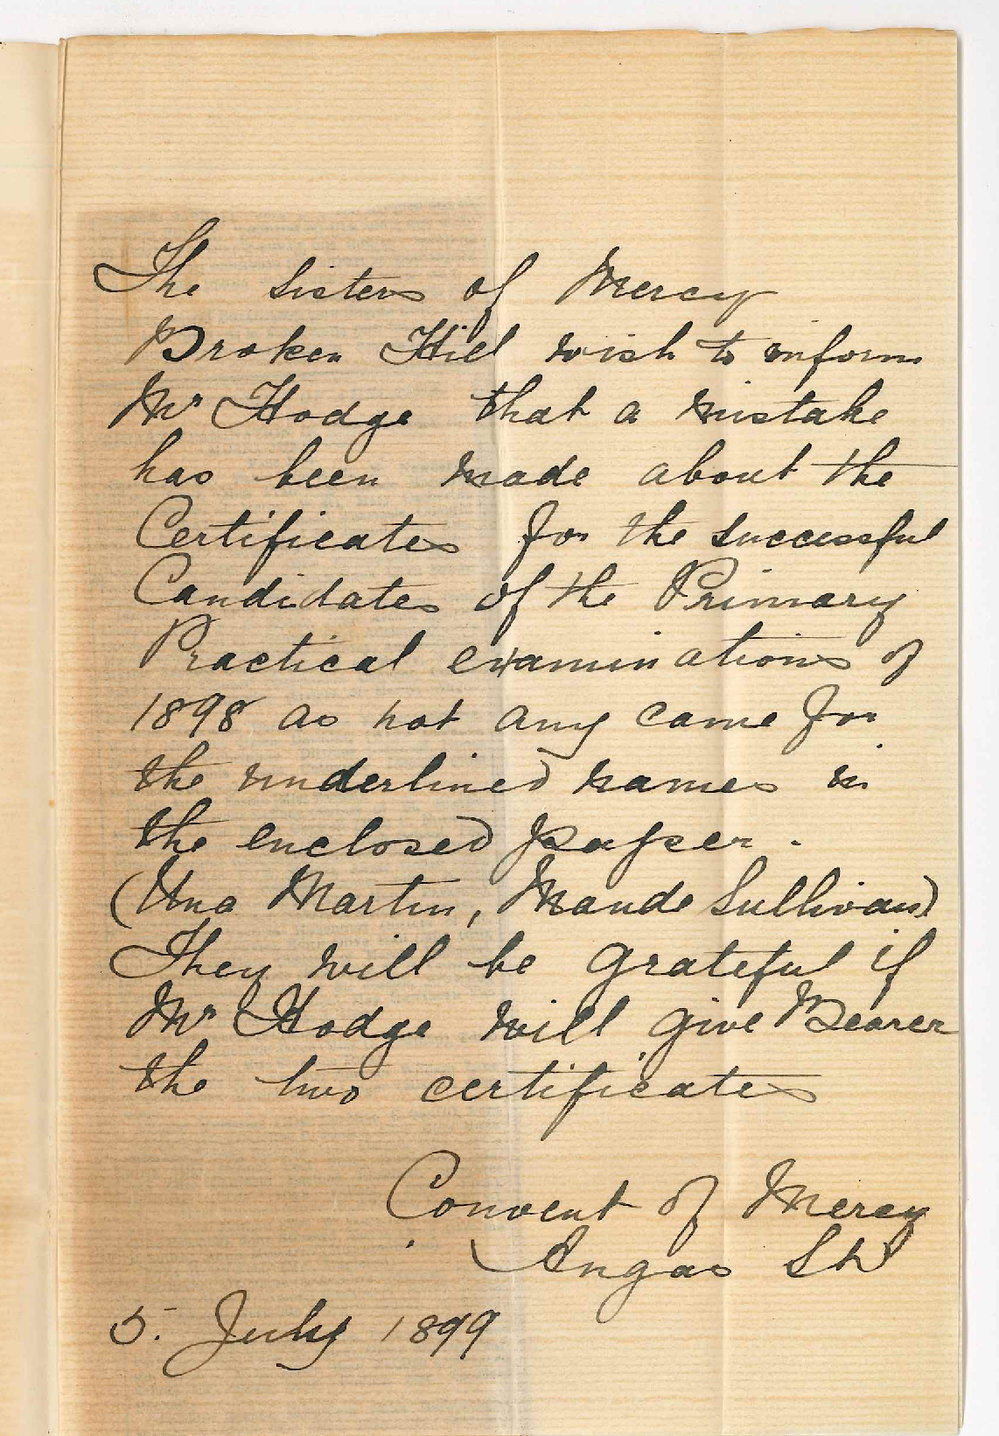 The Sisters of Mercy
Broken Hill wish to inform
Mr Hodge that a mistake
has been made about the
Certificates for the successful
Candidates of the Primary
Practical examinations of
1898 as not any came for
the underlined names in
the enclosed paper.
(Una Martin, Maude Sullivan)
They will be grateful if
Mr Hodge will give Bearer
the two certificates
Convent of Mercy
Angas St
5. July 1899